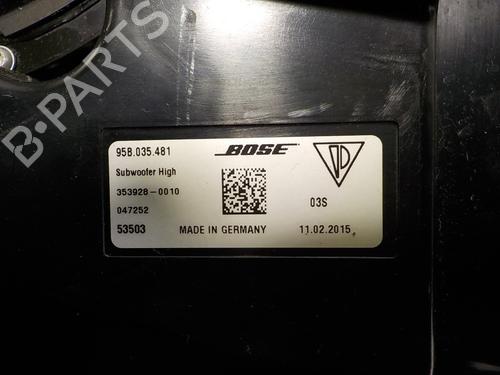 95B.035.481
BOSE
Subwoofer High
353928-0010
03S
047252
53503 MADE IN GERMANY 11.02.2015
B-PARTS